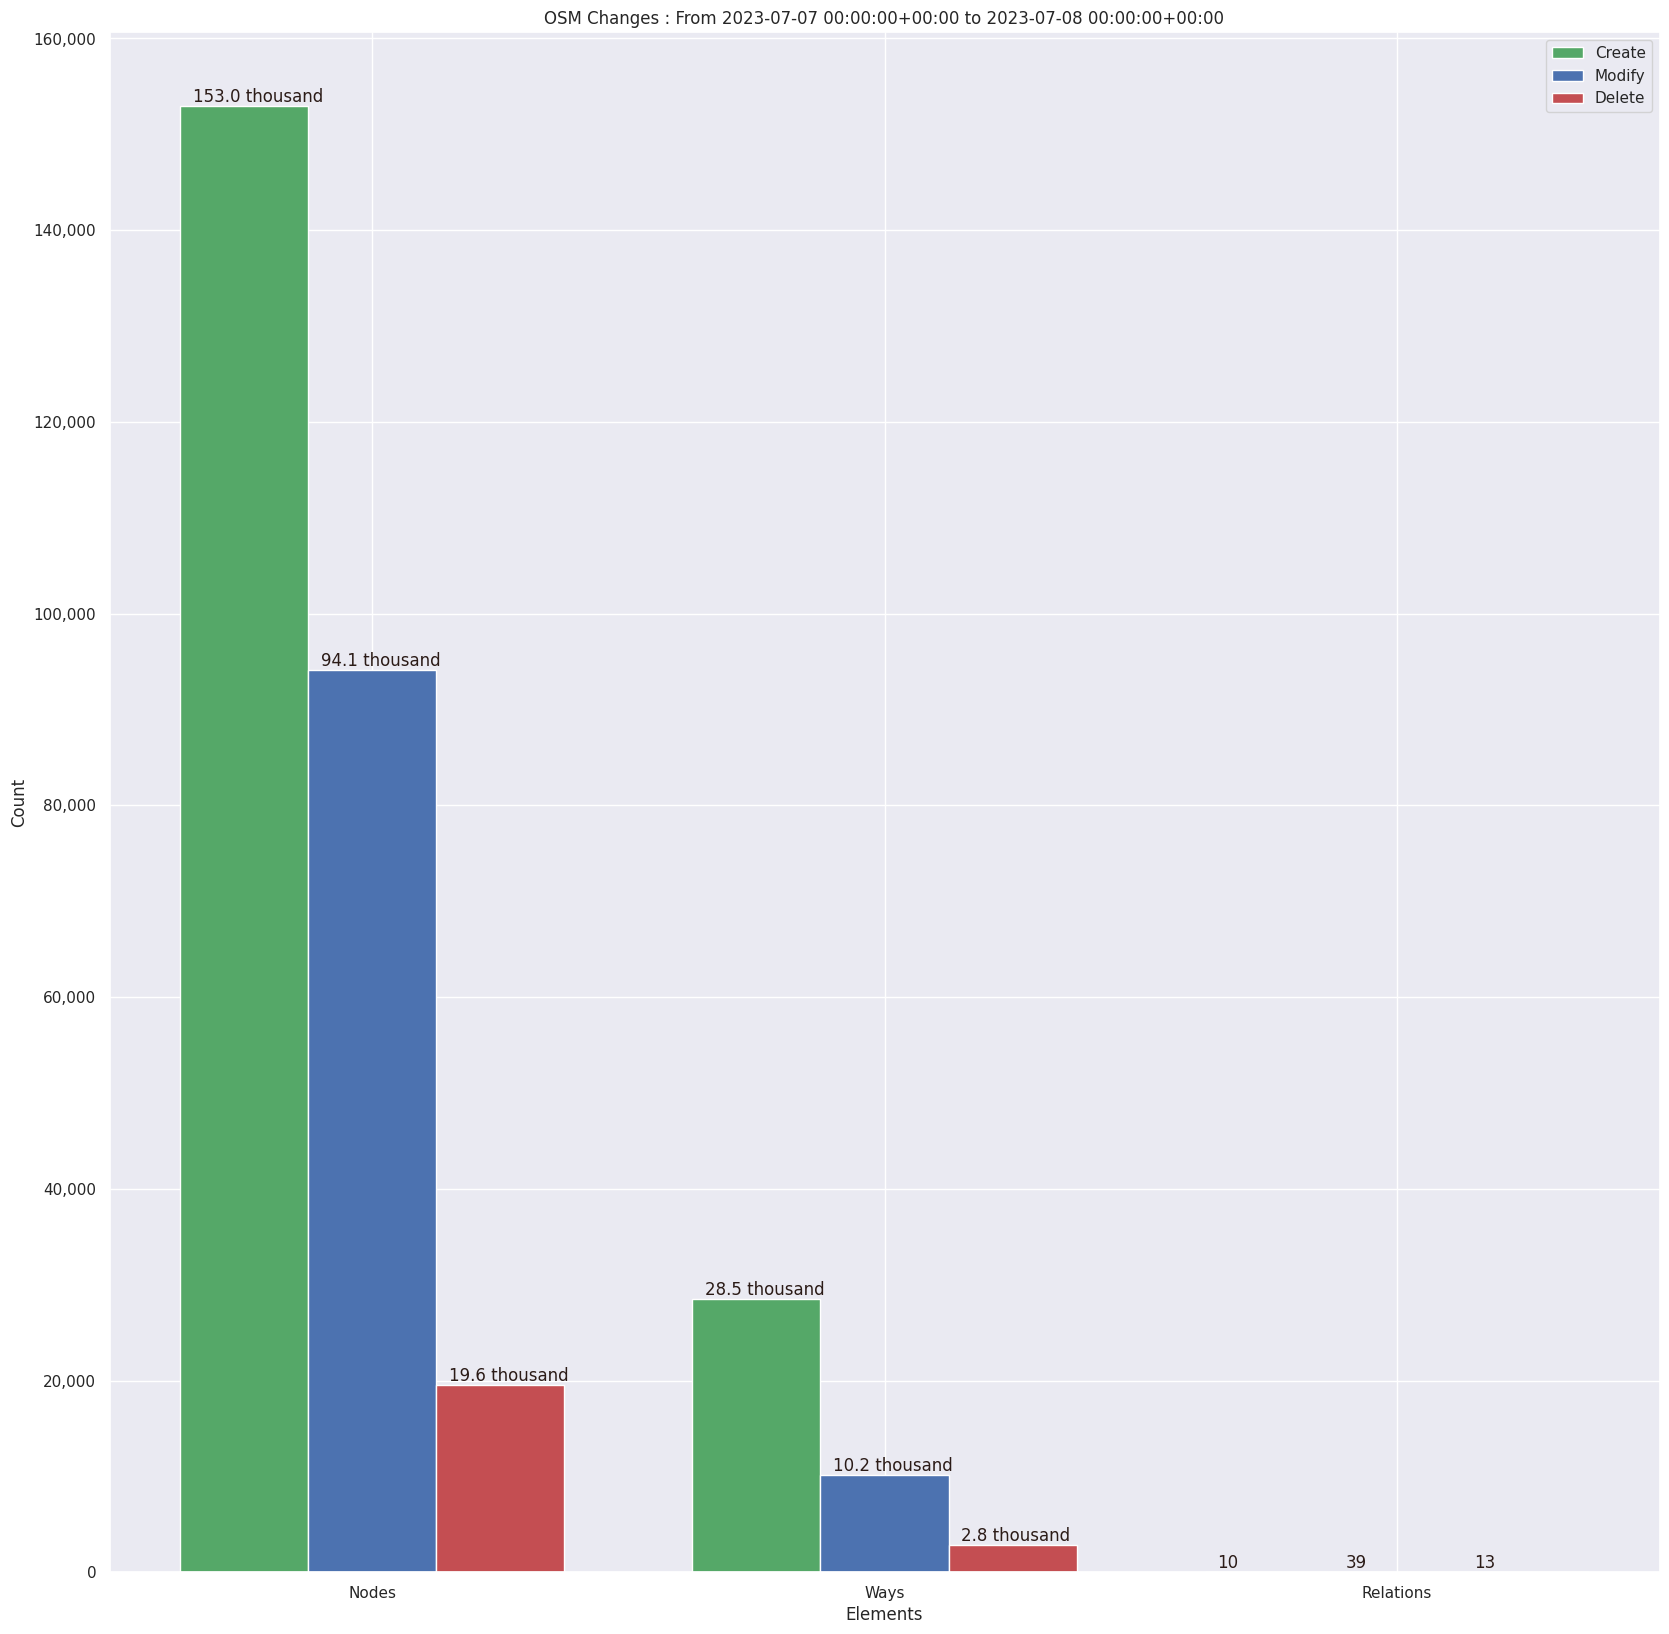 OSM Changes : From 2023-07-07 00:00:00+00:00 to 2023-07-08 00:00:00+00:00
Create
Modify
Delete
160,000
140,000
120,000
100,000
80,000
60,000
40,000
20,000
0
Count
153.0 thousand
94.1 thousand
19.6 thousand
28.5 thousand
10.2 thousand
2.8 thousand
10
39
13
Nodes
Ways
Relations
Elements